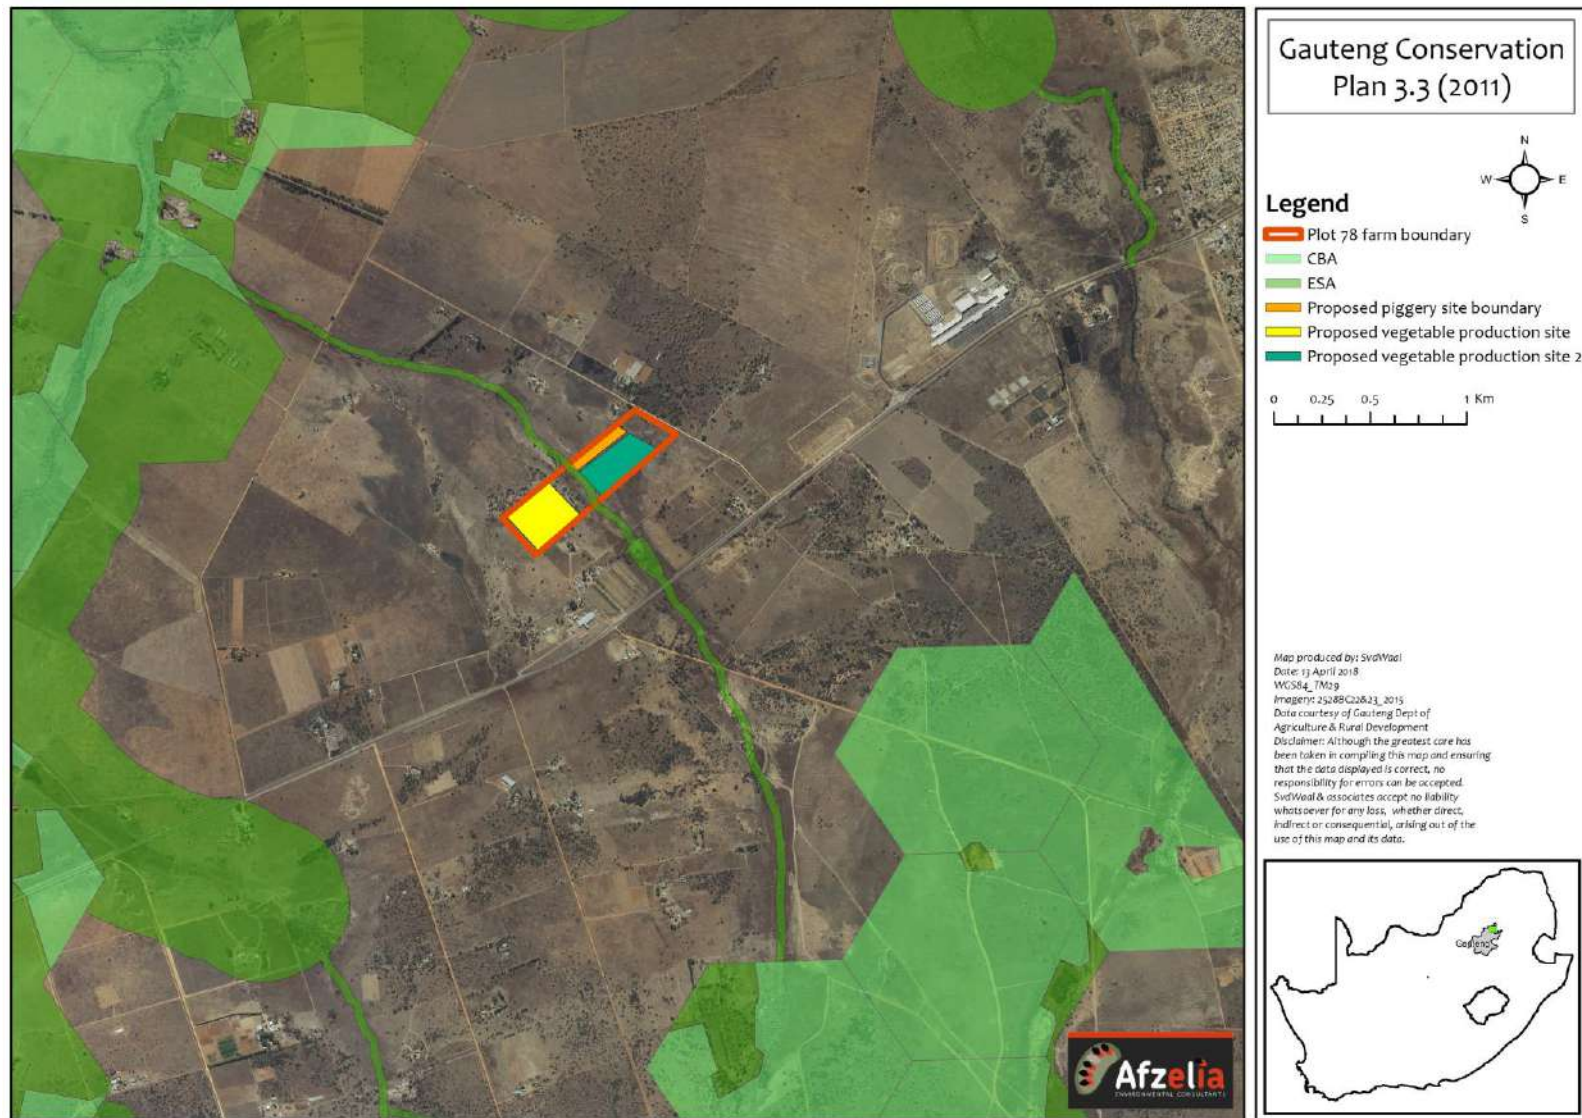 Gauteng Conservation
Plan 3.3 (2011)
N
W
E
S
Legend
Plot 78 farm boundary
CBA
ESA
Proposed piggery site boundary
Proposed vegetable production site
Proposed vegetable production site 2
0 0.25 0.5 1 Km
Map produced by: SvdWaal
Date: 13 April 2018
WGS84_TM29
Imagery: 2528BC22&23_2015
Data courtesy of Gauteng Dept of
Agriculture & Rural Development
Disclaimer: Although the greatest care has
been taken in compiling this map and ensuring
that the data displayed is correct, no
responsibility for errors can be accepted.
SvdWaal & associates accept no liability
whatsoever for any loss, whether direct,
indirect or consequential, arising out of the
use of this map and its data.
Gauteng
Afzelia
ENVIRONMENTAL CONSULTANTS